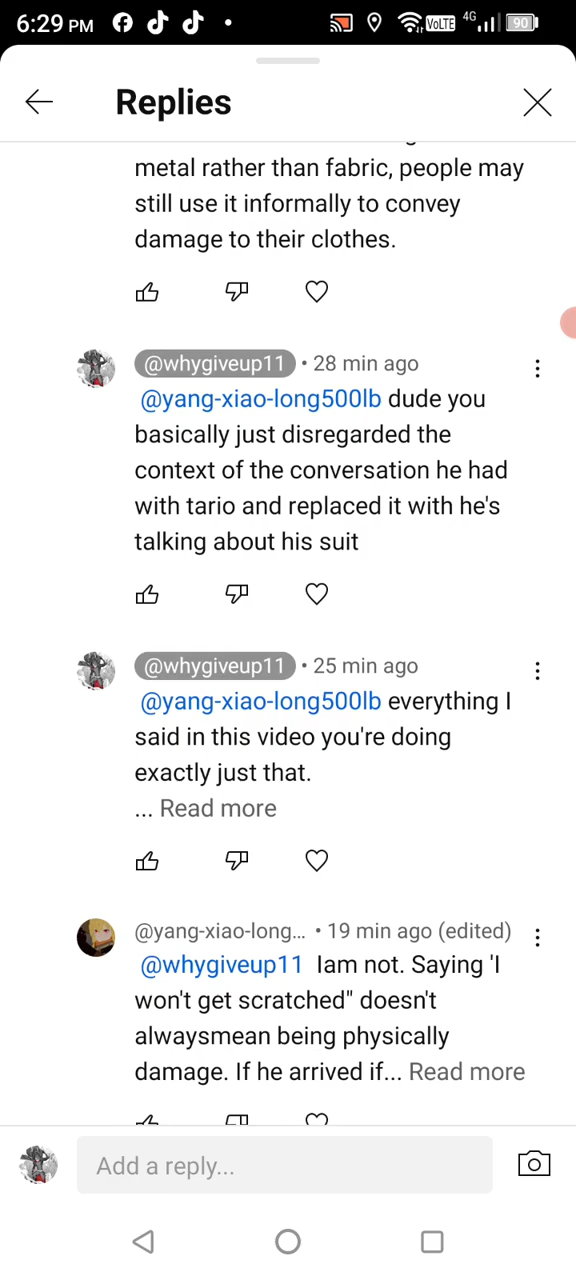 6:29 PM
VoLTE
4G
90
Replies
metal rather than fabric, people may
still use it informally to convey
damage to their clothes.
@whygiveup11 • 28 min ago
@yang-xiao-long500lb dude you
basically just disregarded the
context of the conversation he had
with tario and replaced it with he's
talking about his suit
@whygiveup11 • 25 min ago
@yang-xiao-long500lb everything I
said in this video you're doing
exactly just that.
... Read more
@yang-xiao-long... • 19 min ago (edited)
@whygiveup11 Iam not. Saying 'I
won't get scratched" doesn't
alwaysmean being physically
damage. If he arrived if... Read more
Add a reply...